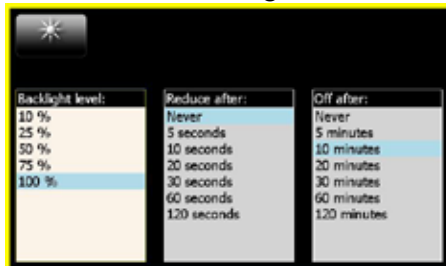 Backlight level:
10 %
25 %
50 %
75 %
100 %
Reduce after:
Never
5 seconds
10 seconds
20 seconds
30 seconds
60 seconds
120 seconds
Off after:
Never
5 minutes
10 minutes
20 minutes
30 minutes
60 minutes
120 minutes